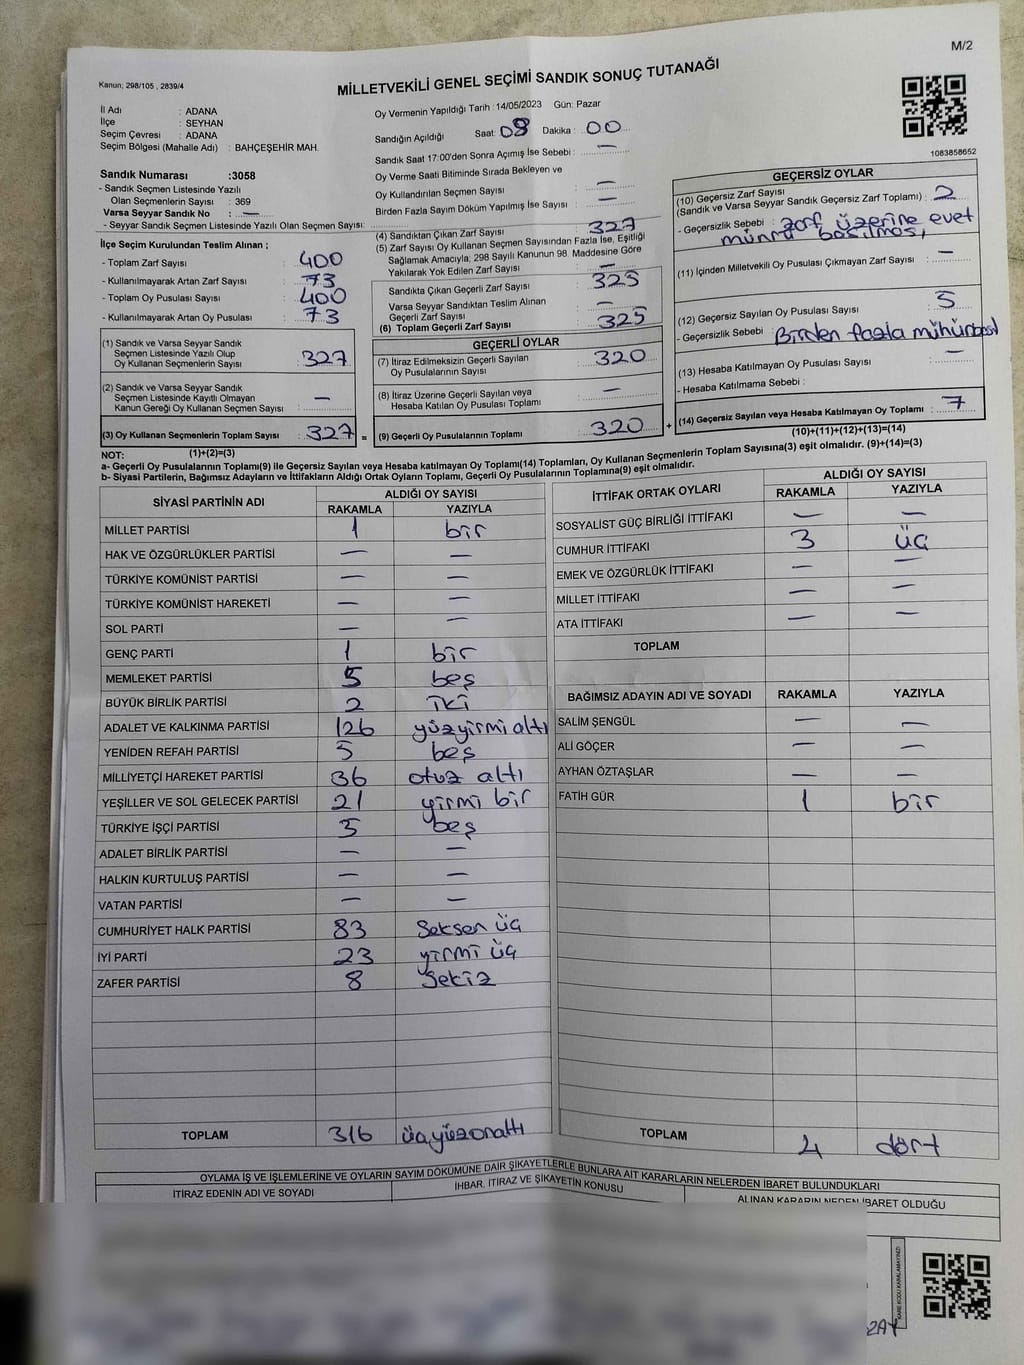 M/2
Kanun; 298/105 , 2839/4
MİLLETVEKİLİ GENEL SEÇİMİ SANDIK SONUÇ TUTANAĞI
İl Adı : ADANA
İlçe : SEYHAN
Seçim Çevresi : ADANA
Seçim Bölgesi (Mahalle Adı) : BAHÇEŞEHİR MAH.
Sandık Numarası :3058
- Sandık Seçmen Listesinde Yazılı
Olan Seçmenlerin Sayısı : 369
Varsa Seyyar Sandık No : —
- Seyyar Sandık Seçmen Listesinde Yazılı Olan Seçmen Sayısı:
Oy Vermenin Yapıldığı Tarih : 14/05/2023 Gün: Pazar
Sandığın Açıldığı Saat: 08 Dakika : 00
Sandık Saat 17:00'den Sonra Açımış İse Sebebi : —
Oy Verme Saati Bitiminde Sırada Bekleyen ve
Oy Kullandırılan Seçmen Sayısı : —
Birden Fazla Sayım Döküm Yapılmış İse Sayısı : —
1083858652
İlçe Seçim Kurulundan Teslim Alınan ;
- Toplam Zarf Sayısı : 400
- Kullanılmayarak Artan Zarf Sayısı : 73
- Toplam Oy Pusulası Sayısı : 400
- Kullanılmayarak Artan Oy Pusulası : 73
(4) Sandıktan Çıkan Zarf Sayısı : 327
(5) Zarf Sayısı Oy Kullanan Seçmen Sayısından Fazla İse, Eşitliği
Sağlamak Amacıyla; 298 Sayılı Kanunun 98. Maddesine Göre
Yakılarak Yok Edilen Zarf Sayısı : —
Sandıkta Çıkan Geçerli Zarf Sayısı : 325
Varsa Seyyar Sandıktan Teslim Alınan
Geçerli Zarf Sayısı : —
(6) Toplam Geçerli Zarf Sayısı : 325
GEÇERSİZ OYLAR
(10) Geçersiz Zarf Sayısı
(Sandık ve Varsa Seyyar Sandık Geçersiz Zarf Toplamı) : 2
- Geçersizlik Sebebi : zarf üzerine evet
mührü basılmış,
(11) İçinden Milletvekili Oy Pusulası Çıkmayan Zarf Sayısı : —
(12) Geçersiz Sayılan Oy Pusulası Sayısı : 5
- Geçersizlik Sebebi : Birden fazla mühürbasıl
(13) Hesaba Katılmayan Oy Pusulası Sayısı : —
- Hesaba Katılmama Sebebi :
(14) Geçersiz Sayılan veya Hesaba Katılmayan Oy Toplamı : 7
(10)+(11)+(12)+(13)=(14)
(1) Sandık ve Varsa Seyyar Sandık
Seçmen Listesinde Yazılı Olup
Oy Kullanan Seçmenlerin Sayısı : 327
(2) Sandık ve Varsa Seyyar Sandık
Seçmen Listesinde Kayıtlı Olmayan
Kanun Gereği Oy Kullanan Seçmen Sayısı : —
(3) Oy Kullanan Seçmenlerin Toplam Sayısı : 327 =
(1)+(2)=(3)
GEÇERLİ OYLAR
(7) İtiraz Edilmeksizin Geçerli Sayılan
Oy Pusulalarının Sayısı : 320
(8) İtiraz Üzerine Geçerli Sayılan veya
Hesaba Katılan Oy Pusulası Toplamı : —
(9) Geçerli Oy Pusulalarının Toplamı : 320 +
NOT:
a- Geçerli Oy Pusulalarının Toplamı(9) ile Geçersiz Sayılan veya Hesaba katılmayan Oy Toplamı(14) Toplamları, Oy Kullanan Seçmenlerin Toplam Sayısına(3) eşit olmalıdır. (9)+(14)=(3)
b- Siyasi Partilerin, Bağımsız Adayların ve İttifakların Aldığı Ortak Oyların Toplamı, Geçerli Oy Pusulalarının Toplamına(9) eşit olmalıdır.
SİYASİ PARTİNİN ADI ALDIĞI OY SAYISI
RAKAMLA YAZIYLA
MİLLET PARTİSİ 1 bir
HAK VE ÖZGÜRLÜKLER PARTİSİ — —
TÜRKİYE KOMÜNİST PARTİSİ — —
TÜRKİYE KOMÜNİST HAREKETİ — —
SOL PARTİ — —
GENÇ PARTİ 1 bir
MEMLEKET PARTİSİ 5 beş
BÜYÜK BİRLİK PARTİSİ 2 iki
ADALET VE KALKINMA PARTİSİ 126 yüzyirmi altı
YENİDEN REFAH PARTİSİ 5 beş
MİLLİYETÇİ HAREKET PARTİSİ 36 otuz altı
YEŞİLLER VE SOL GELECEK PARTİSİ 21 yirmi bir
TÜRKİYE İŞÇİ PARTİSİ 5 beş
ADALET BİRLİK PARTİSİ — —
HALKIN KURTULUŞ PARTİSİ — —
VATAN PARTİSİ — —
CUMHURİYET HALK PARTİSİ 83 Seksen üç
İYİ PARTİ 23 yirmi üç
ZAFER PARTİSİ 8 Sekiz
TOPLAM 316 üçyüzonaltı
İTTİFAK ORTAK OYLARI ALDIĞI OY SAYISI
RAKAMLA YAZIYLA
SOSYALİST GÜÇ BİRLİĞİ İTTİFAKI — —
CUMHUR İTTİFAKI 3 üç
EMEK VE ÖZGÜRLÜK İTTİFAKI — —
MİLLET İTTİFAKI — —
ATA İTTİFAKI — —
TOPLAM
BAĞIMSIZ ADAYIN ADI VE SOYADI RAKAMLA YAZIYLA
SALİM ŞENGÜL — —
ALİ GÖÇER — —
AYHAN ÖZTAŞLAR — —
FATİH GÜR 1 bir
TOPLAM 4 dört
OYLAMA İŞ VE İŞLEMLERİNE VE OYLARIN SAYIM DÖKÜMÜNE DAİR ŞİKAYETLERLE BUNLARA AİT KARARLARIN NELERDEN İBARET BULUNDUKLARI
İTİRAZ EDENİN ADI VE SOYADI İHBAR, İTİRAZ VE ŞİKAYETİN KONUSU ALINAN KARARIN NEDEN İBARET OLDUĞU
KARE KODU KARALAMAYINIZ!